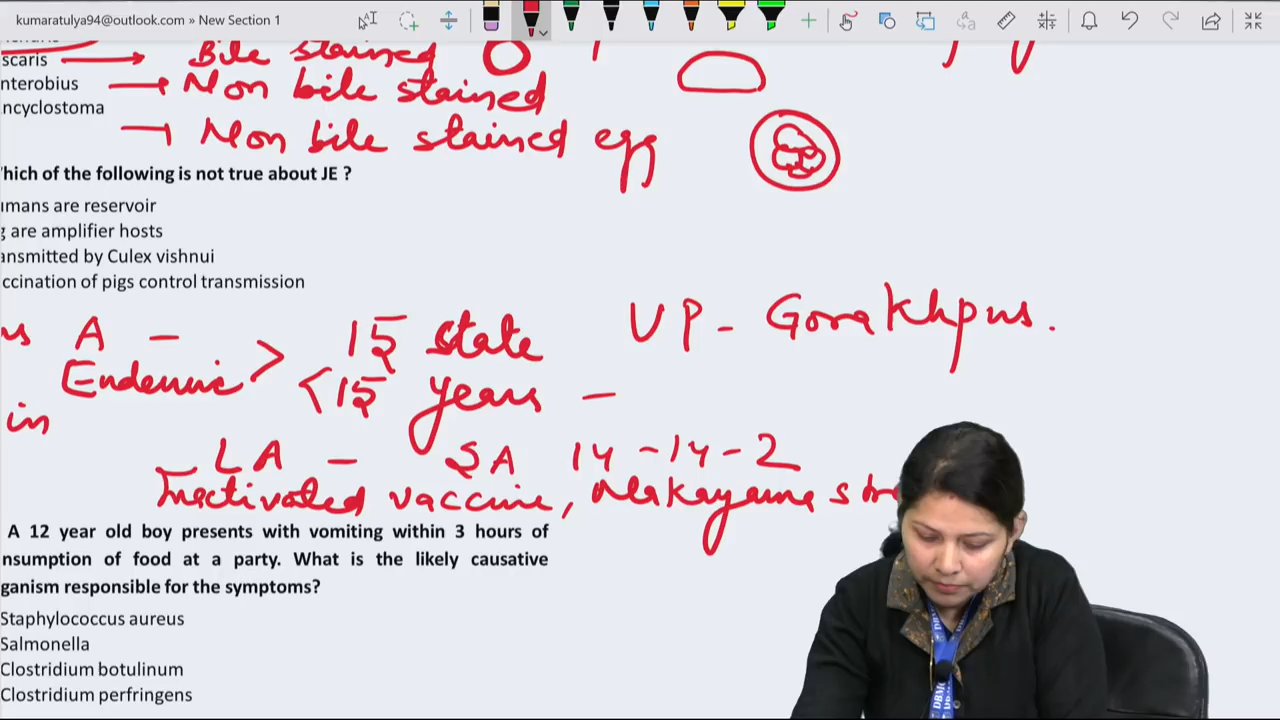 kumaratulya94@outlook.com » New Section 1
scaris → Bile stained
nterobius → Non bile stained
ncyclostoma
→ Non bile stained egg
hich of the following is not true about JE ?
umans are reservoir
g are amplifier hosts
ansmitted by Culex vishnui
ccination of pigs control transmission
A - 15 state UP - Gorakhpur.
Endemic > <15 years -
in
LA - SA 14-14-2
Inactivated vaccine, Nakayama
A 12 year old boy presents with vomiting within 3 hours of
nsumption of food at a party. What is the likely causative
ganism responsible for the symptoms?
Staphylococcus aureus
Salmonella
Clostridium botulinum
Clostridium perfringens